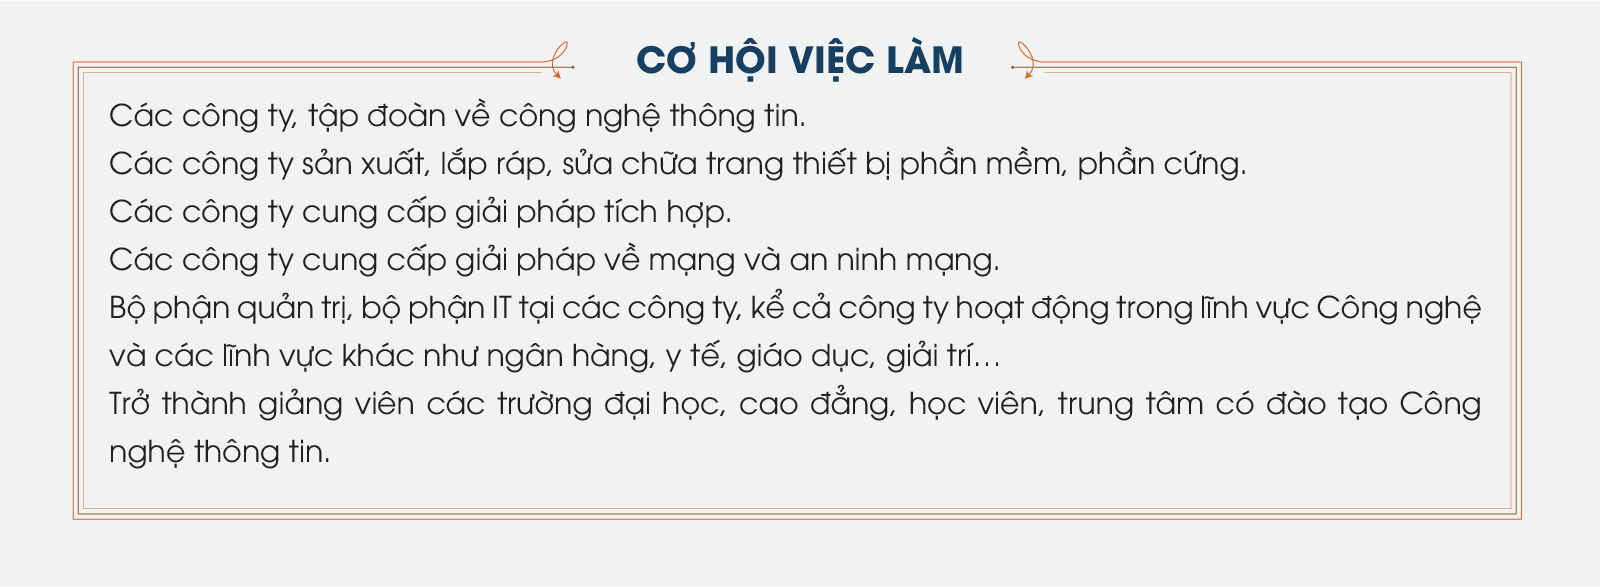 CƠ HỘI VIỆC LÀM
Các công ty, tập đoàn về công nghệ thông tin.
Các công ty sản xuất, lắp ráp, sửa chữa trang thiết bị phần mềm, phần cứng.
Các công ty cung cấp giải pháp tích hợp.
Các công ty cung cấp giải pháp về mạng và an ninh mạng.
Bộ phận quản trị, bộ phận IT tại các công ty, kể cả công ty hoạt động trong lĩnh vực Công nghệ
và các lĩnh vực khác như ngân hàng, y tế, giáo dục, giải trí...
Trở thành giảng viên các trường đại học, cao đẳng, học viên, trung tâm có đào tạo Công
nghệ thông tin.